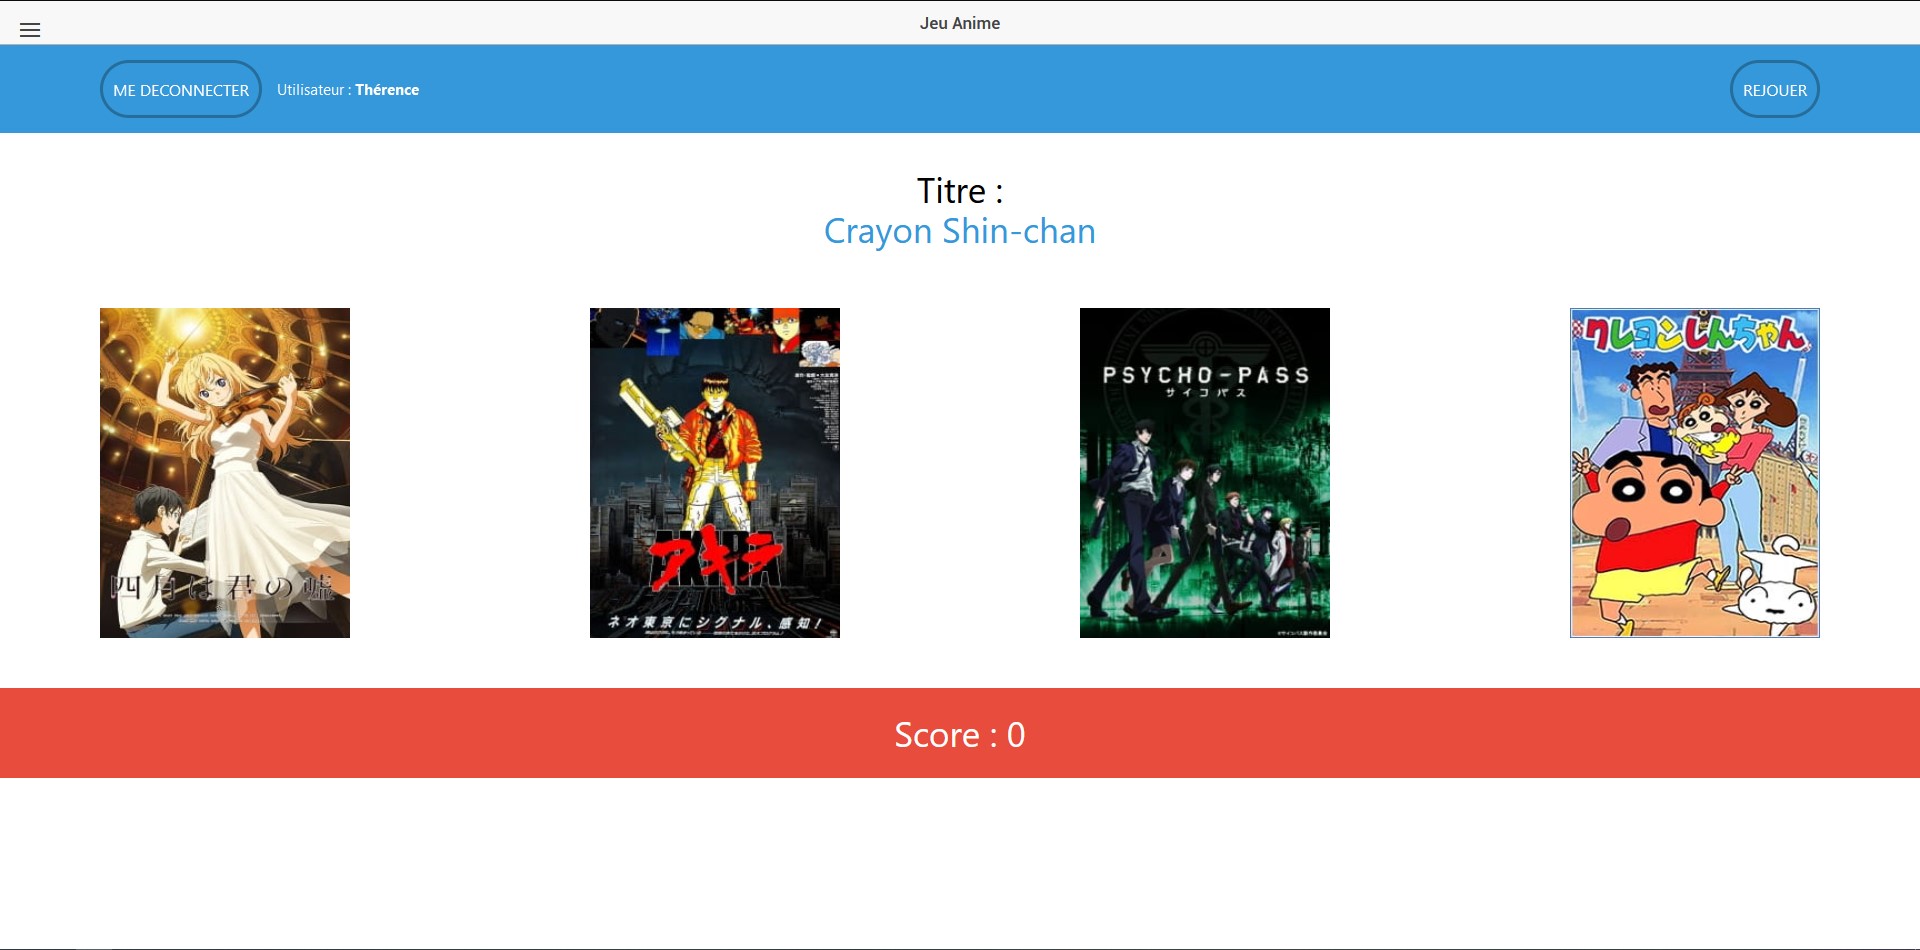 Jeu Anime
ME DECONNECTER
Utilisateur : Thérence
REJOUER
Titre :
Crayon Shin-chan
四月は君の嘘
アキラ
ネオ東京にシグナル、感知!
PSYCHO-PASS
サイコパス
クレヨンしんちゃん
Score : 0